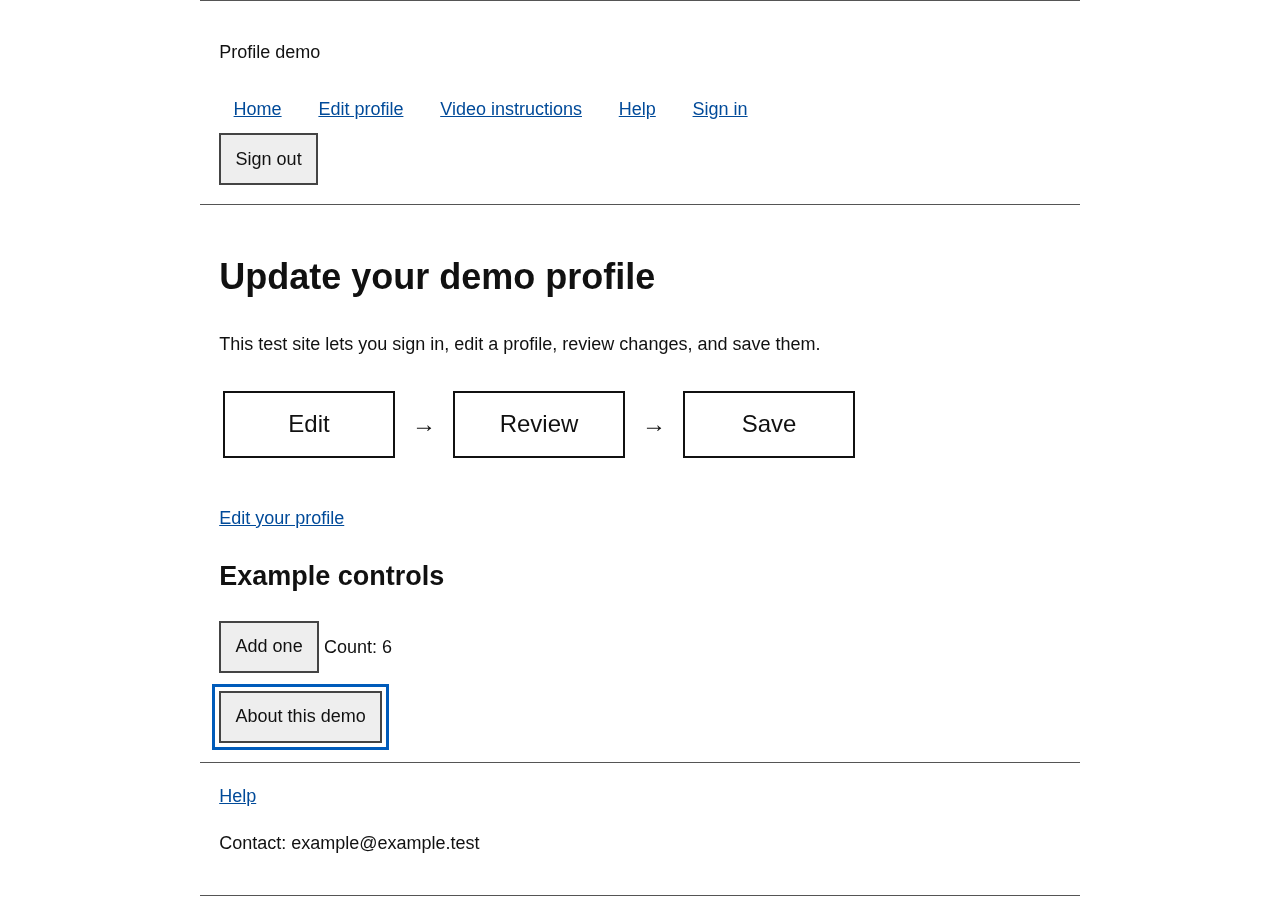 Profile demo
Home Edit profile Video instructions Help Sign in
Sign out
Update your demo profile
This test site lets you sign in, edit a profile, review changes, and save them.
Edit → Review → Save
Edit your profile
Example controls
Add one Count: 6
About this demo
Help
Contact: example@example.test